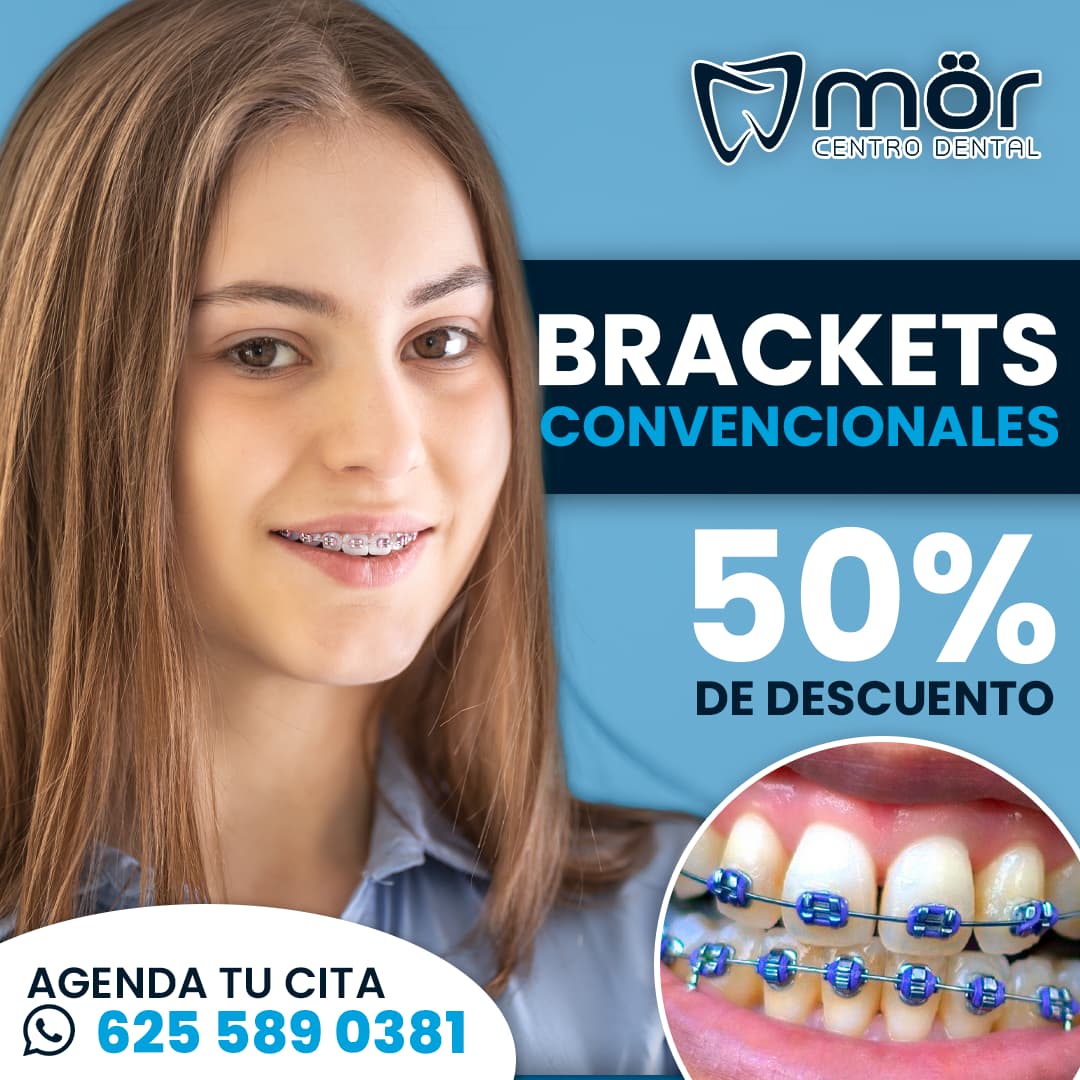 mör
CENTRO DENTAL
BRACKETS
CONVENCIONALES
50%
DE DESCUENTO
AGENDA TU CITA
625 589 0381